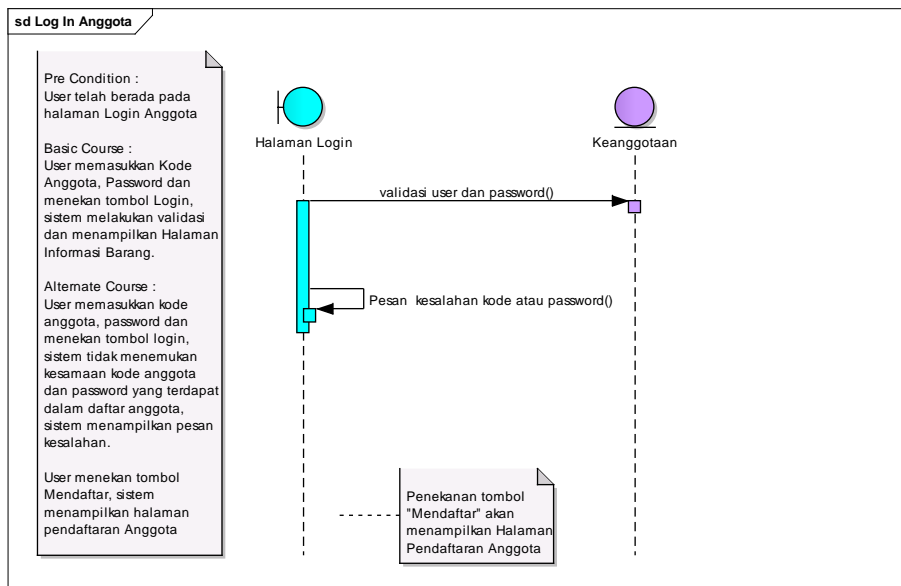 sd Log In Anggota
Pre Condition :
User telah berada pada
halaman Login Anggota
Basic Course :
User memasukkan Kode
Anggota, Password dan
menekan tombol Login,
sistem melakukan validasi
dan menampilkan Halaman
Informasi Barang.
Alternate Course :
User memasukkan kode
anggota, password dan
menekan tombol login,
sistem tidak menemukan
kesamaan kode anggota
dan password yang terdapat
dalam daftar anggota,
sistem menampilkan pesan
kesalahan.
User menekan tombol
Mendaftar, sistem
menampilkan halaman
pendaftaran Anggota
Halaman Login
Keanggotaan
validasi user dan password()
Pesan kesalahan kode atau password()
Penekanan tombol
"Mendaftar" akan
menampilkan Halaman
Pendaftaran Anggota